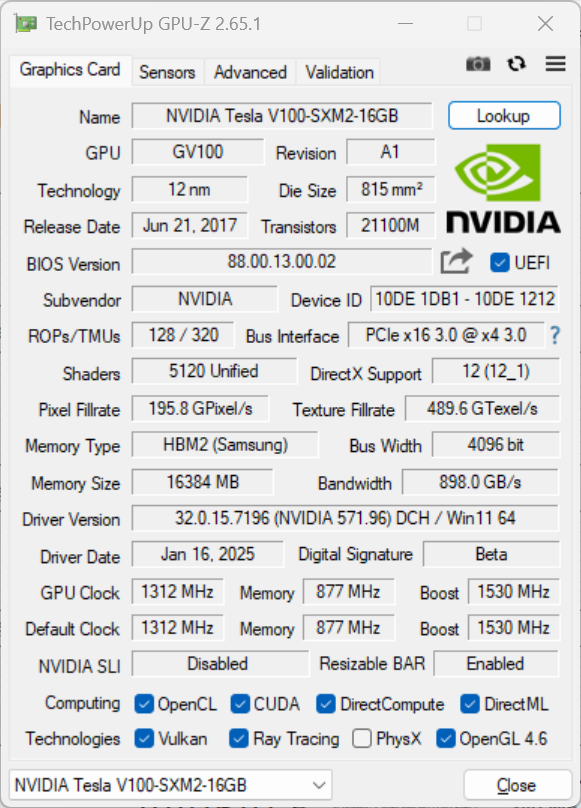 TechPowerUp GPU-Z 2.65.1
Graphics Card Sensors Advanced Validation
Name NVIDIA Tesla V100-SXM2-16GB Lookup
GPU GV100 Revision A1
Technology 12 nm Die Size 815 mm²
NVIDIA
Release Date Jun 21, 2017 Transistors 21100M
BIOS Version 88.00.13.00.02 UEFI
Subvendor NVIDIA Device ID 10DE 1DB1 - 10DE 1212
ROPs/TMUs 128 / 320 Bus Interface PCIe x16 3.0 @ x4 3.0 ?
Shaders 5120 Unified DirectX Support 12 (12_1)
Pixel Fillrate 195.8 GPixel/s Texture Fillrate 489.6 GTexel/s
Memory Type HBM2 (Samsung) Bus Width 4096 bit
Memory Size 16384 MB Bandwidth 898.0 GB/s
Driver Version 32.0.15.7196 (NVIDIA 571.96) DCH / Win11 64
Driver Date Jan 16, 2025 Digital Signature Beta
GPU Clock 1312 MHz Memory 877 MHz Boost 1530 MHz
Default Clock 1312 MHz Memory 877 MHz Boost 1530 MHz
NVIDIA SLI Disabled Resizable BAR Enabled
Computing OpenCL CUDA DirectCompute DirectML
Technologies Vulkan Ray Tracing PhysX OpenGL 4.6
NVIDIA Tesla V100-SXM2-16GB Close